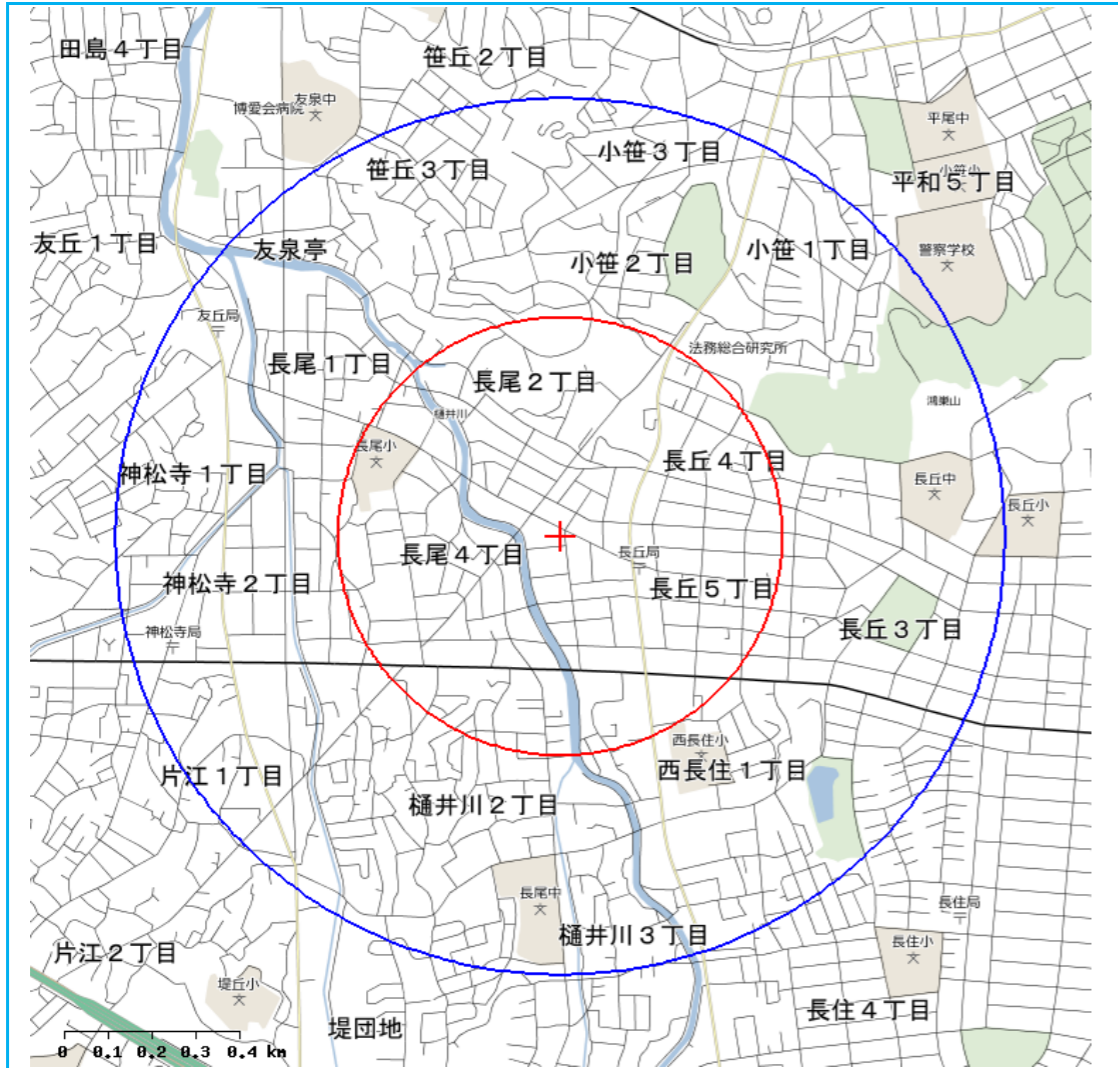 田島４丁目
笹丘２丁目
友泉中
博愛会病院
平尾中
小笹３丁目
笹丘３丁目
小笹小
平和５丁目
友丘１丁目
友泉亭
小笹２丁目
小笹１丁目
警察学校
友丘局
法務総合研究所
長尾１丁目
長尾２丁目
鴻巣山
樋井川
長尾小
長丘４丁目
神松寺１丁目
長丘中
長丘小
長尾４丁目
長丘局
神松寺２丁目
長丘５丁目
神松寺局
長丘３丁目
西長住小
片江１丁目
西長住１丁目
樋井川２丁目
長尾中
長住局
樋井川３丁目
長住小
片江２丁目
堤丘小
長住４丁目
堤団地
0 0.1 0.2 0.3 0.4 km